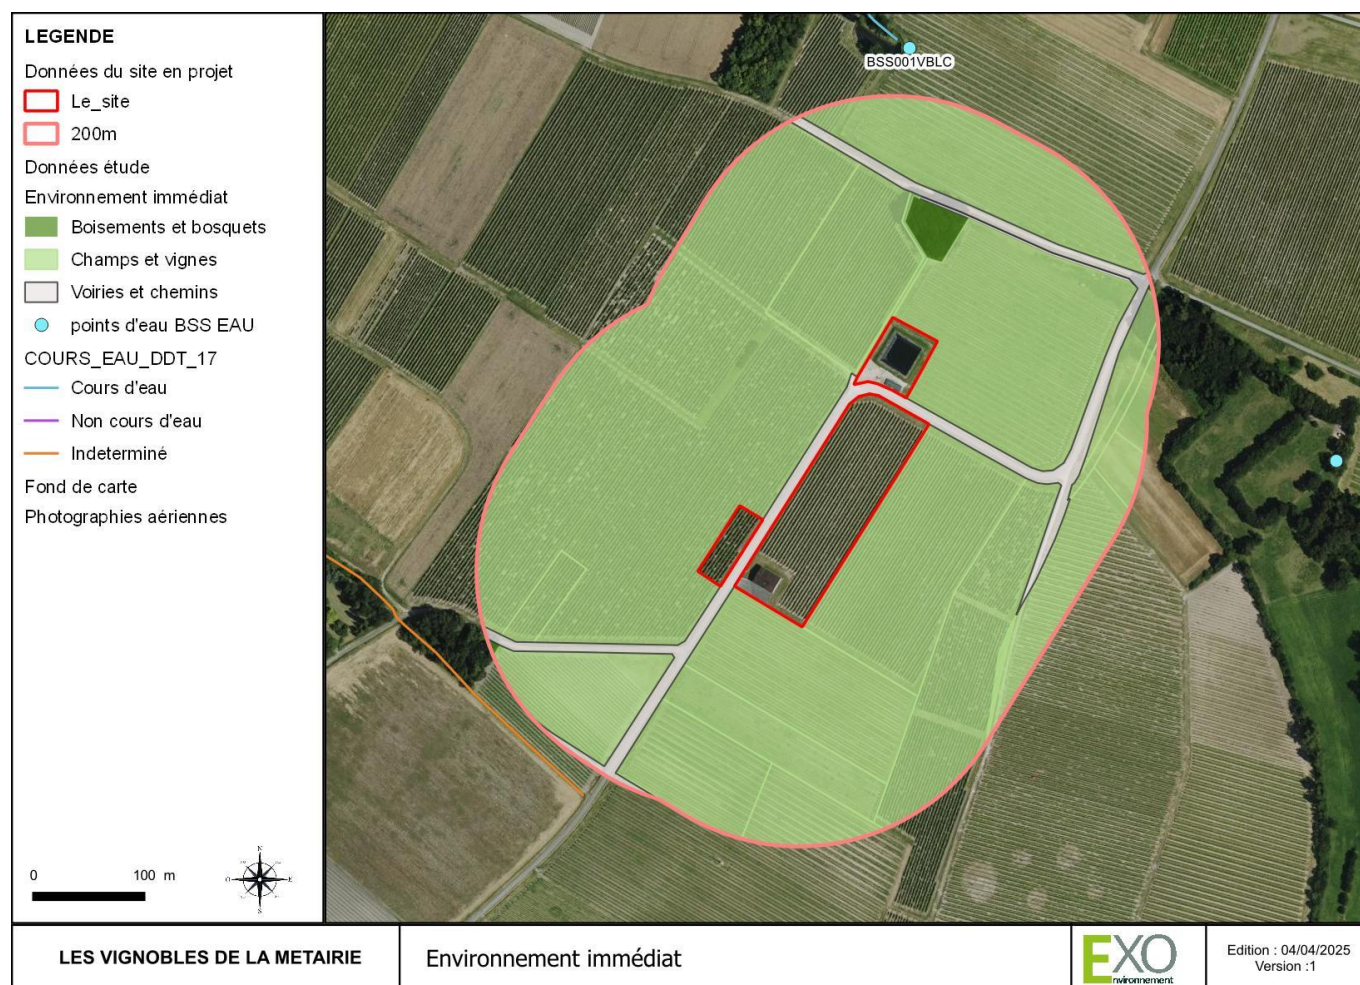 LEGENDE
Données du site en projet
Le_site
200m
Données étude
Environnement immédiat
Boisements et bosquets
Champs et vignes
Voiries et chemins
points d'eau BSS EAU
COURS_EAU_DDT_17
Cours d'eau
Non cours d'eau
Indeterminé
Fond de carte
Photographies aériennes
0 100 m
N
O E
S
BSS001VBLC
LES VIGNOBLES DE LA METAIRIE
Environnement immédiat
EXO
nvironnement
Edition : 04/04/2025
Version :1